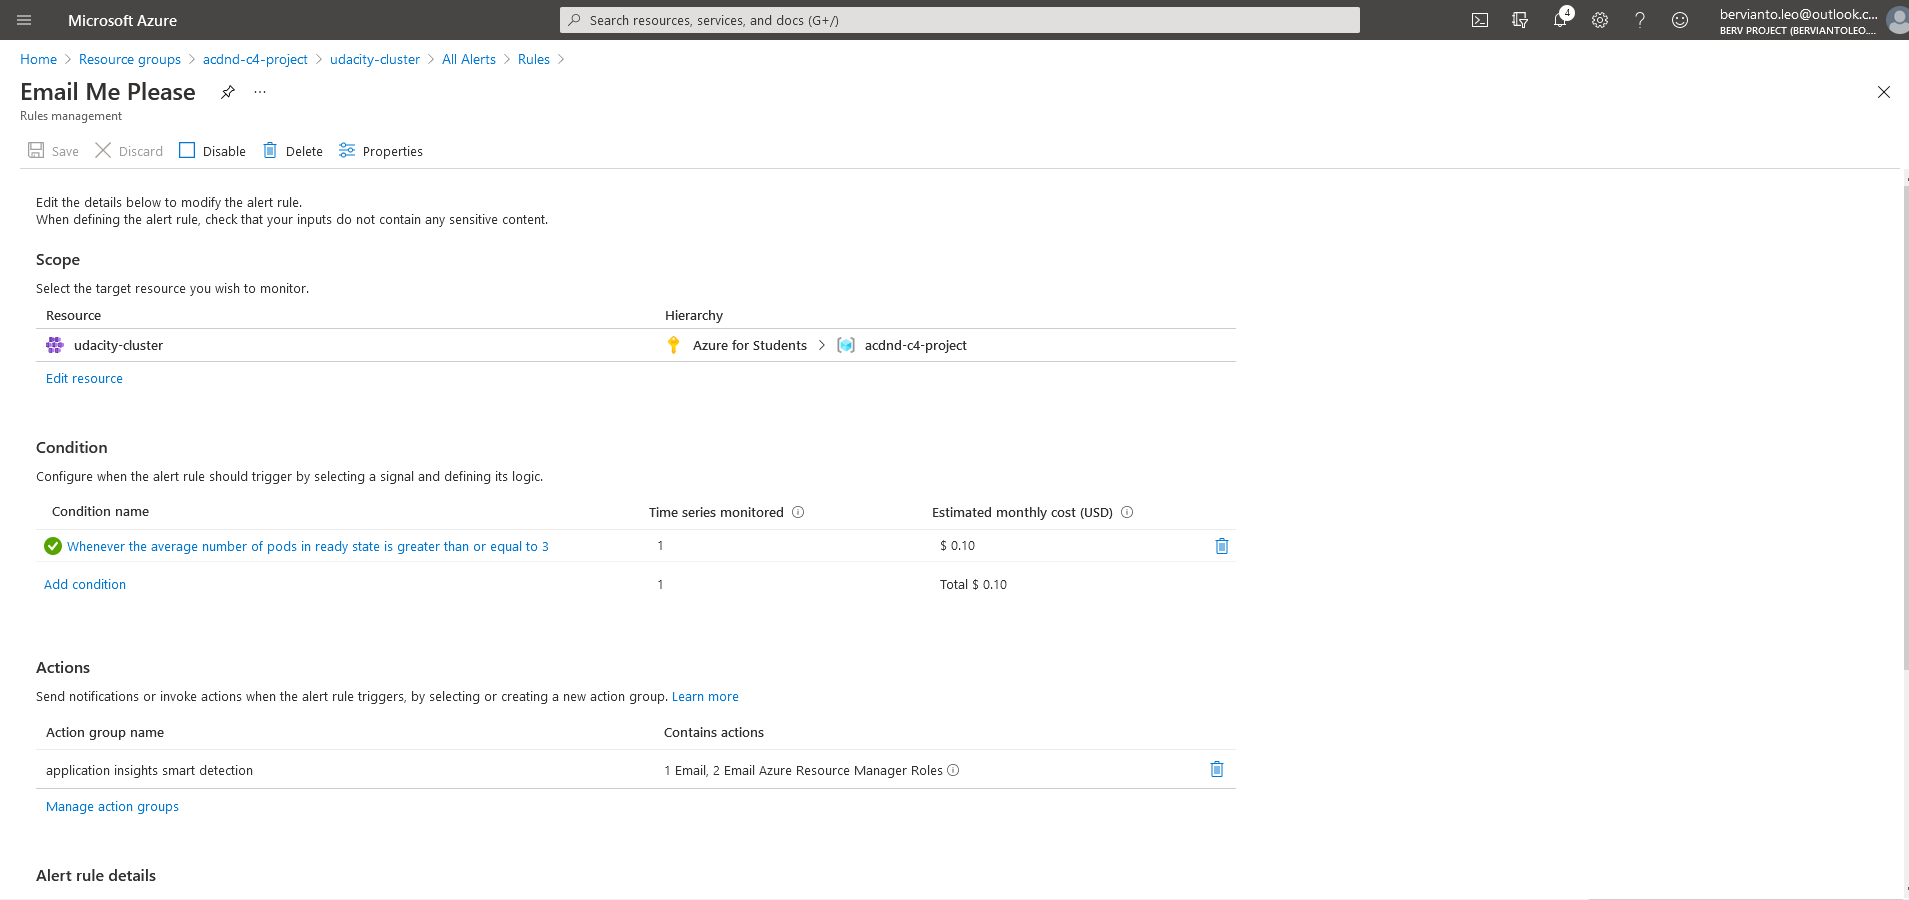 Microsoft Azure
Search resources, services, and docs (G+/)
4
bervianto.leo@outlook.c...
BERV PROJECT (BERVIANTOLEO....
Home > Resource groups > acdnd-c4-project > udacity-cluster > All Alerts > Rules >
Email Me Please ...
Rules management
Save Discard Disable Delete Properties
Edit the details below to modify the alert rule.
When defining the alert rule, check that your inputs do not contain any sensitive content.
Scope
Select the target resource you wish to monitor.
Resource Hierarchy
udacity-cluster Azure for Students > acdnd-c4-project
Edit resource
Condition
Configure when the alert rule should trigger by selecting a signal and defining its logic.
Condition name Time series monitored Estimated monthly cost (USD)
Whenever the average number of pods in ready state is greater than or equal to 3 1 $ 0.10
Add condition 1 Total $ 0.10
Actions
Send notifications or invoke actions when the alert rule triggers, by selecting or creating a new action group. Learn more
Action group name Contains actions
application insights smart detection 1 Email, 2 Email Azure Resource Manager Roles
Manage action groups
Alert rule details